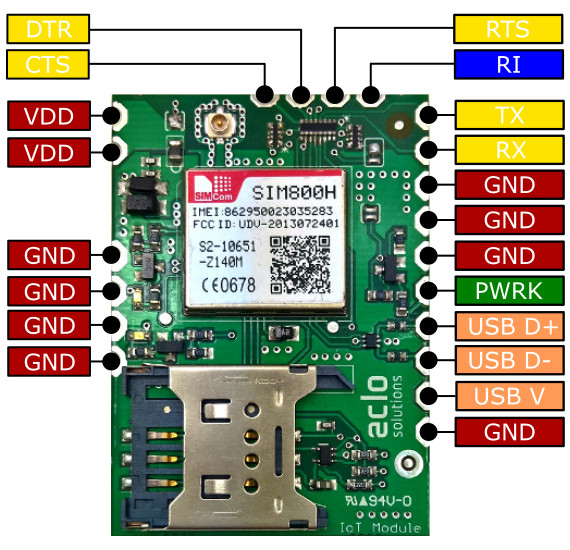 DTR
RTS
CTS
RI
VDD
TX
VDD
RX
GND
GND
GND
GND
GND
GND
GND
PWRK
USB D+
USB D-
USB V
GND
SIMCom
SIM800H
IMEI:862950023035283
FCC ID: UDV-2013072401
S2-10651
-Z140M
CE0678
aclo
solutions
94V-0
IoT Module